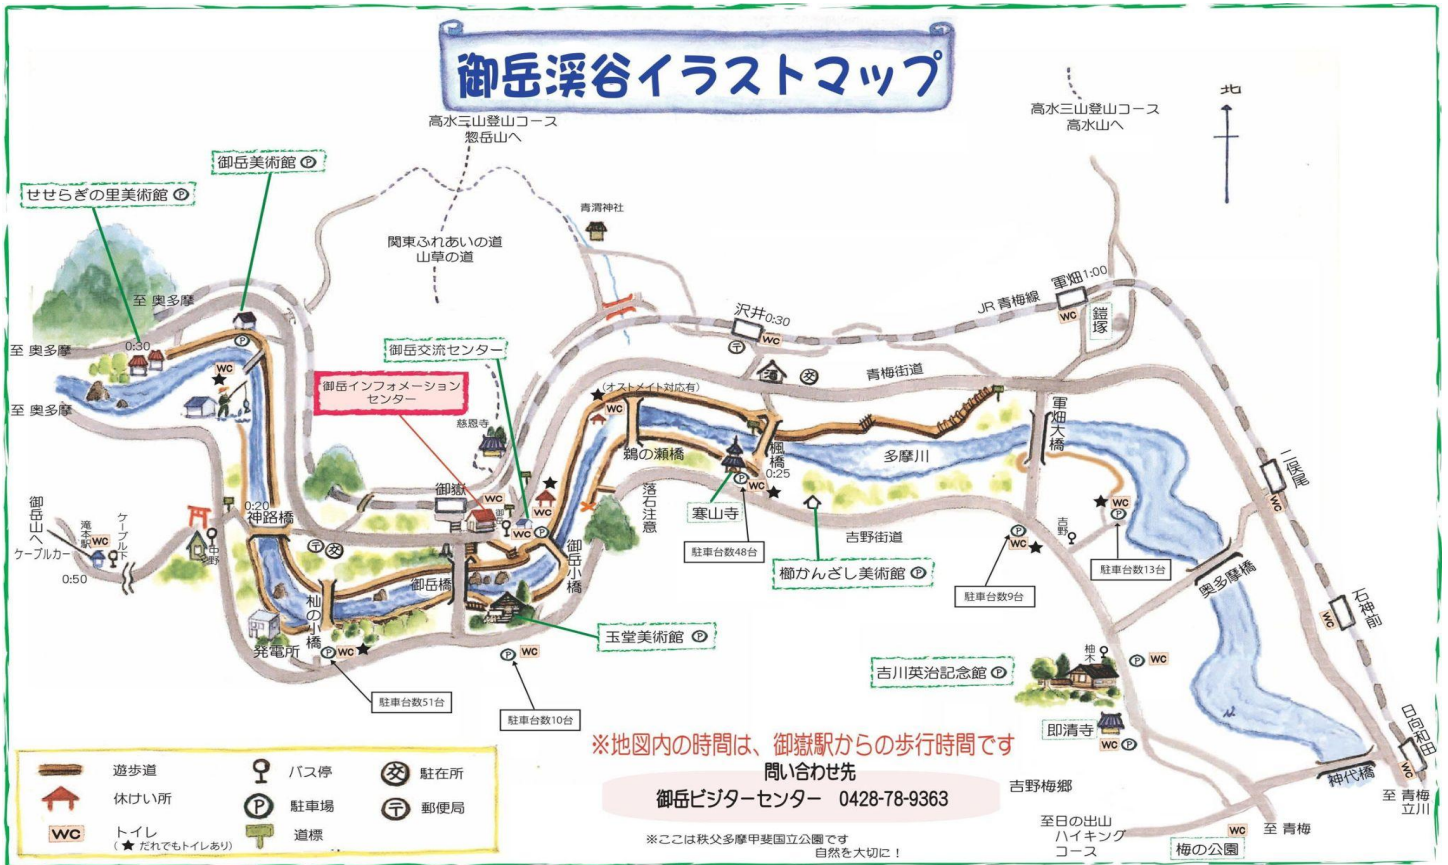 御岳渓谷イラストマップ
北
高水三山登山コース
惣岳山へ
高水三山登山コース
高水山へ
御岳美術館 Ⓟ
せせらぎの里美術館 Ⓟ
青渭神社
関東ふれあいの道
山草の道
至 奥多摩
至 奥多摩
至 奥多摩
0:30
Ⓟ
WC
★
沢井0:30
WC
〒
JR 青梅線
軍畑1:00
WC
鎧塚
御岳交流センター
御岳インフォメーション
センター
慈恩寺
★(オストメイト対応有)
WC
酒
交
青梅街道
鵜の瀬橋
楓橋
0:25
多摩川
軍畑大橋
二俣尾
WC
御嶽
WC
御岳
WC
★
WC
Ⓟ
落石注意
寒山寺
Ⓟ
WC
★
駐車台数48台
櫛かんざし美術館 Ⓟ
吉野街道
Ⓟ
WC
★
駐車台数9台
吉野
★
WC
Ⓟ
駐車台数13台
奥多摩橋
石神前
WC
御岳山へ
ケーブルカー
滝本駅
WC
ケーブル下
0:50
中野
0:20
神路橋
〒
交
御岳橋
御岳小橋
杣の小橋
発電所
Ⓟ
WC
★
駐車台数51台
玉堂美術館 Ⓟ
Ⓟ
WC
駐車台数10台
吉川英治記念館 Ⓟ
柚木
Ⓟ
WC
即清寺
WC
Ⓟ
日向和田
WC
神代橋
至 青梅
立川
吉野梅郷
至日の出山
ハイキング
コース
WC
梅の公園
至 青梅
※地図内の時間は、御嶽駅からの歩行時間です
問い合わせ先
御岳ビジターセンター 0428-78-9363
※ここは秩父多摩甲斐国立公園です
自然を大切に！
遊歩道
バス停
交 駐在所
休けい所
Ⓟ 駐車場
〒 郵便局
WC トイレ
(★ だれでもトイレあり)
道標